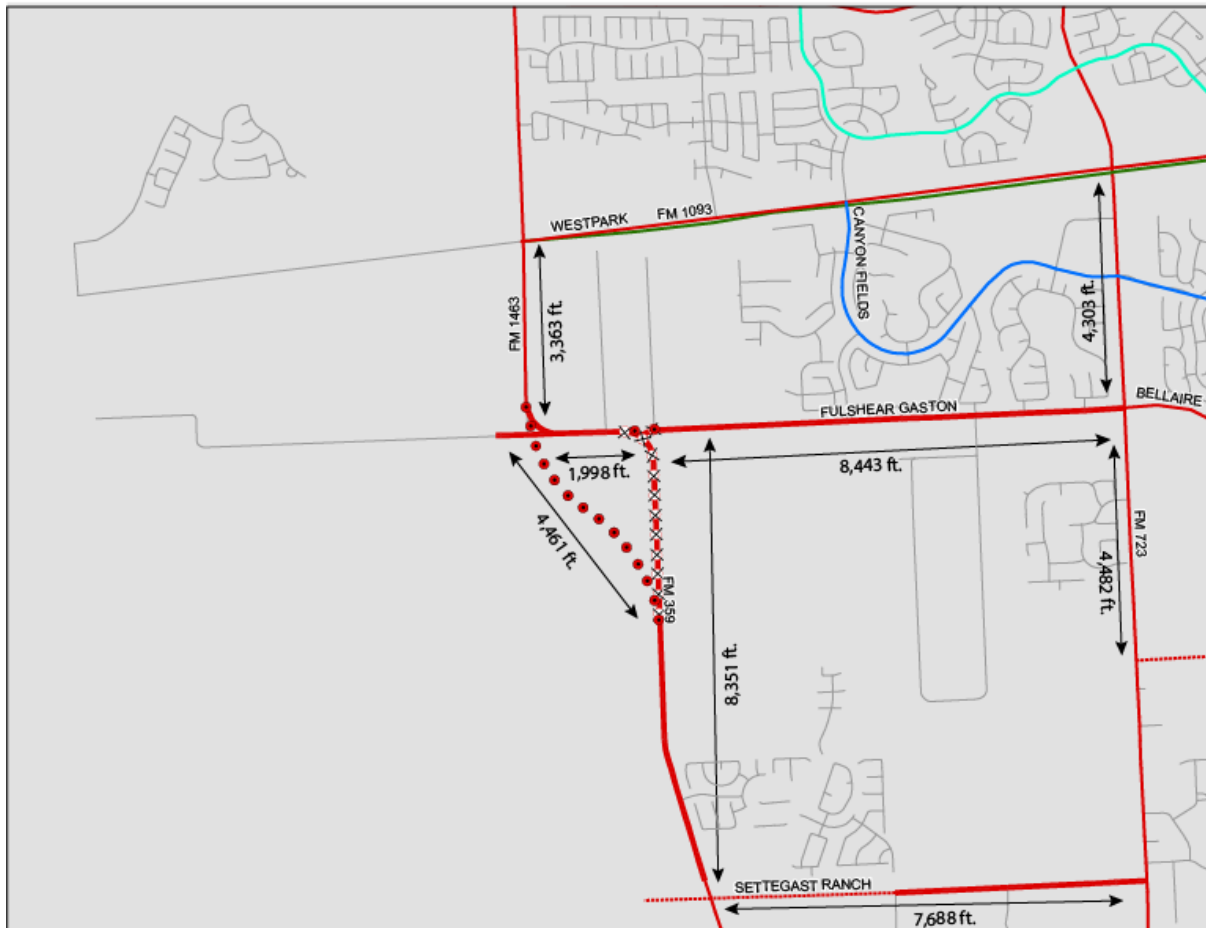 WESTPARK
FM 1093
CANYON FIELDS
FM 1463
3,363 ft.
4,303 ft.
BELLAIRE
FULSHEAR GASTON
1,998 ft.
8,443 ft.
4,461 ft.
FM 359
FM 723
4,482 ft.
8,351 ft.
SETTEGAST RANCH
7,688 ft.